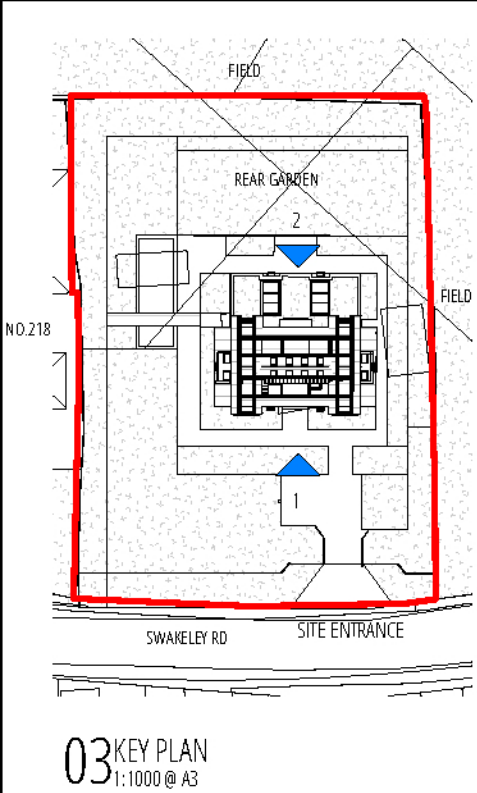 FIELD
REAR GARDEN
2
FIELD
NO.218
1
SITE ENTRANCE
SWAKELEY RD
03 KEY PLAN
1:1000 @ A3